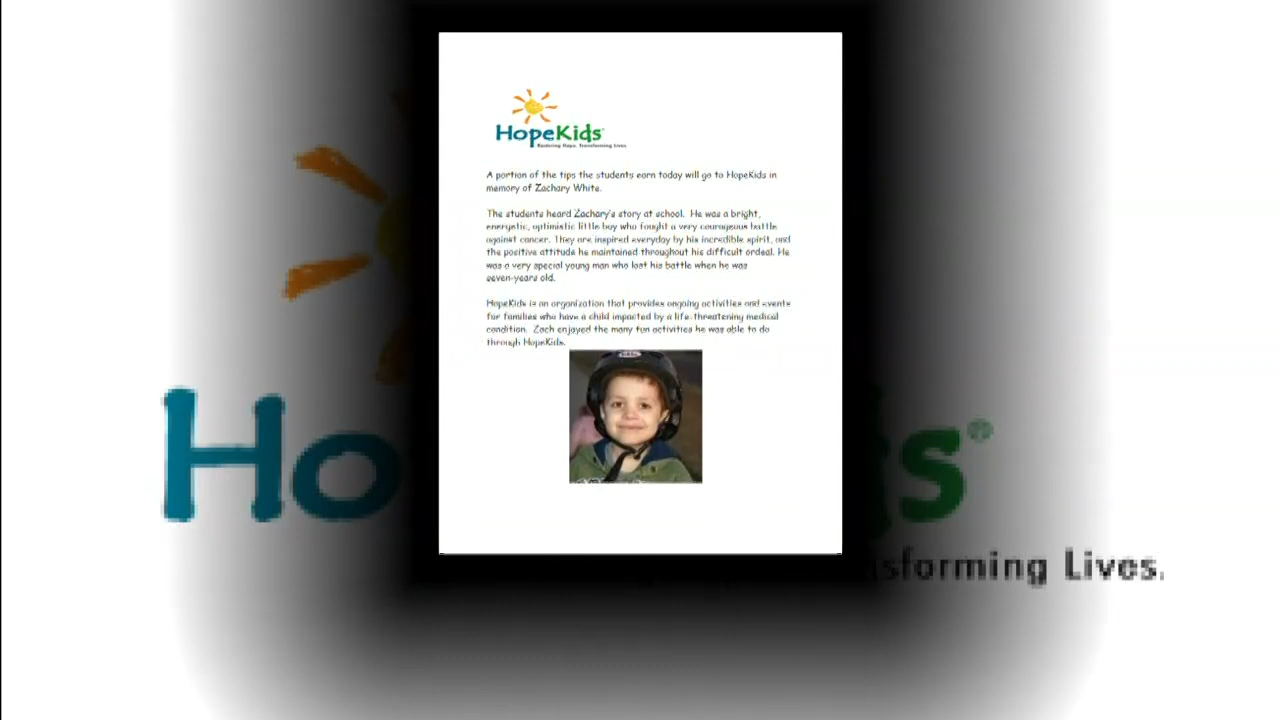 HopeKids
Restoring Hope. Transforming Lives.
A portion of the tips the students earn today will go to HopeKids in
memory of Zachary White.
The students heard Zachary's story at school. He was a bright,
energetic, optimistic little boy who fought a very courageous battle
against cancer. They are inspired everyday by his incredible spirit, and
the positive attitude he maintained throughout his difficult ordeal. He
was a very special young man who lost his battle when he was
seven-years old.
HopeKids is an organization that provides ongoing activities and events
for families who have a child impacted by a life-threatening medical
condition. Zach enjoyed the many fun activities he was able to do
through HopeKids.
BELL
Ho
s®
sforming Lives.